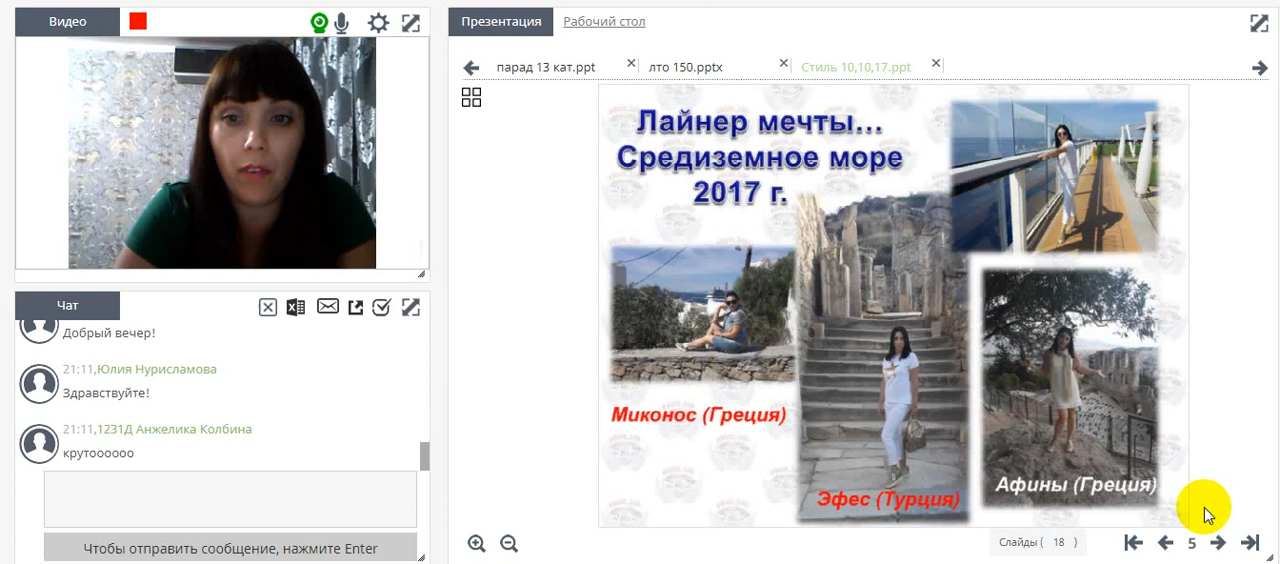 Видео
Чат
Добрый вечер!
21:11,Юлия Нурисламова
Здравствуйте!
21:11,1231Д Анжелика Колбина
крутоооооо
Чтобы отправить сообщение, нажмите Enter
Презентация Рабочий стол
парад 13 кат.ppt лто 150.pptx Стиль 10,10,17.ppt
Лайнер мечты...
Средиземное море
2017 г.
Миконос (Греция)
Эфес (Турция)
Афины (Греция)
Слайды ( 18 ) 5